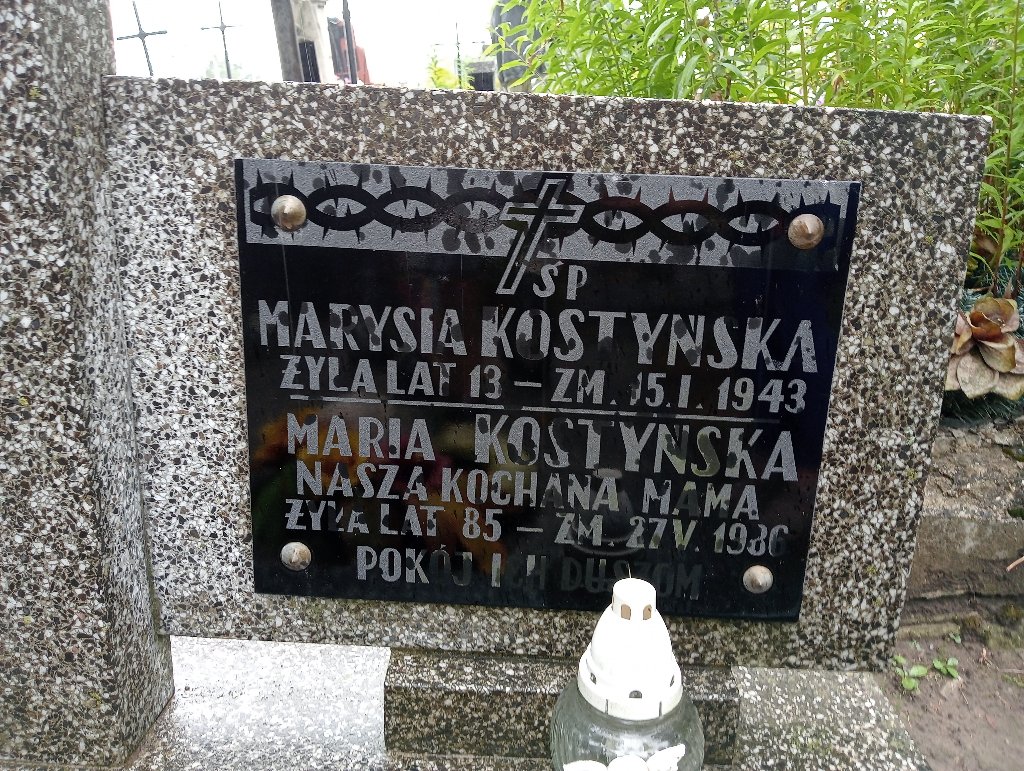 ŚP
MARYSIA KOSTYŃSKA
ŻYŁA LAT 13 – ZM. 15.I.1943
MARIA KOSTYŃSKA
NASZA KOCHANA MAMA
ŻYŁA LAT 85 – ZM. 27.V.1986
POKÓJ ICH DUSZOM